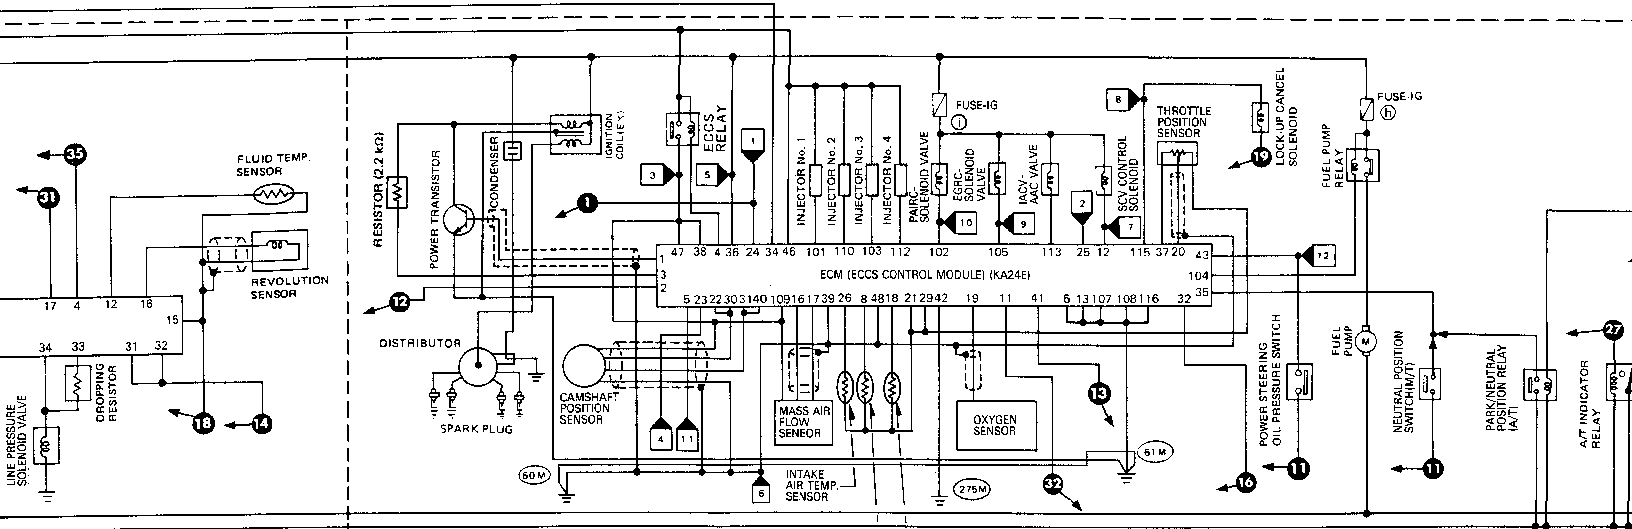 FUSE-IG
i
FUSE-IG
h
35
31
FLUID TEMP.
SENSOR
REVOLUTION
SENSOR
17 4 12 16
15
34 33 31 32
DROPPING
RESISTOR
LINE PRESSURE
SOLENOID VALVE
18
14
RESISTOR (2.2 kΩ)
POWER TRANSISTOR
CONDENSER
IGNITION
COIL(EX)
ECCS
RELAY
3
5
1
1
12
INJECTOR No. 1
INJECTOR No. 2
INJECTOR No. 3
INJECTOR No. 4
PAIRC-
SOLENOID VALVE
EGRC-
SOLENOID
VALVE
IACV-
AAC VALVE
SCV CONTROL
SOLENOID
10
9
2
7
8
THROTTLE
POSITION
SENSOR
LOCK-UP CANCEL
SOLENOID
19
FUEL PUMP
RELAY
47 38 4 36 24 34 46 101 110 103 112 102 105 113 25 12 115 37 20
1
3
2
ECM (ECCS CONTROL MODULE) (KA24E)
43
104
35
12
5 23 22 30 31 40 109 16 17 39 26 8 48 18 21 29 42 19 11 41 6 13 107 108 116 32
DISTRIBUTOR
SPARK PLUG
CAMSHAFT
POSITION
SENSOR
4
11
6
MASS AIR
FLOW
SENEOR
INTAKE
AIR TEMP.
SENSOR
OXYGEN
SENSOR
60M
275M
61M
13
32
16
POWER STEERING
OIL PRESSURE SWITCH
11
FUEL
PUMP
M
NEUTRAL POSITION
SWITCH(M/T)
11
PARK/NEUTRAL
POSITION RELAY
(A/T)
A/T INDICATOR
RELAY
27